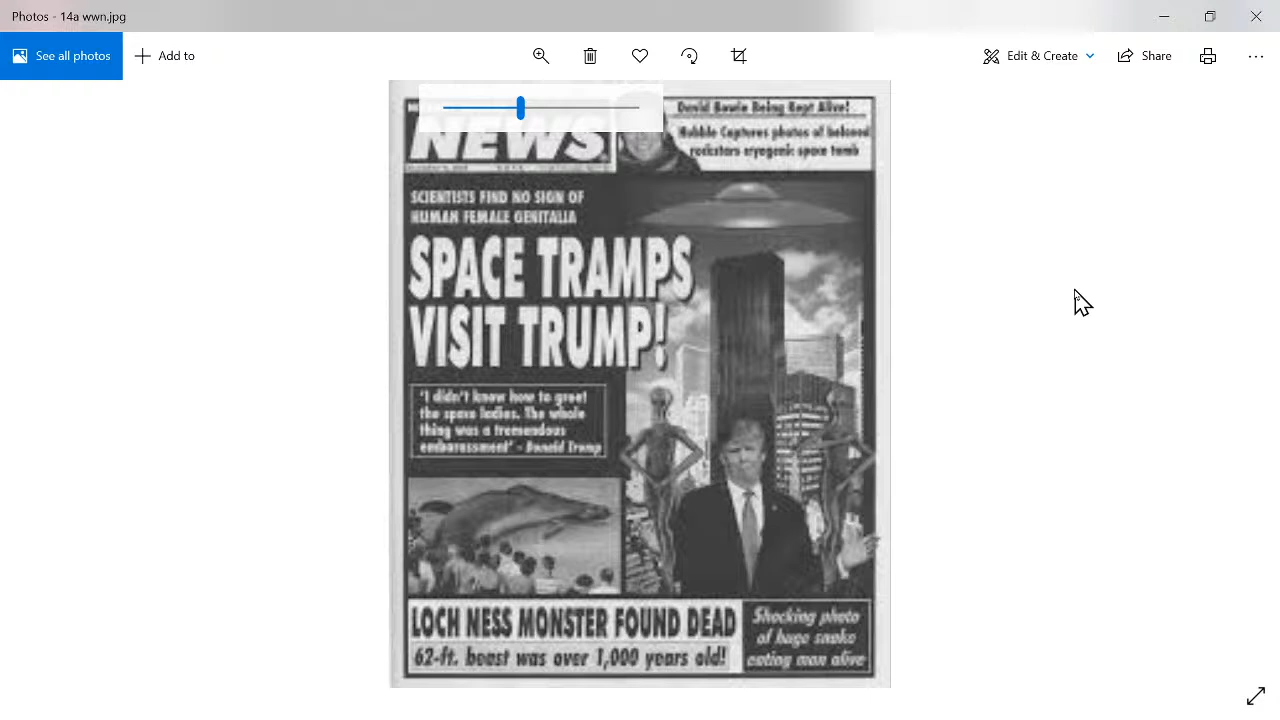 Photos - 14a wwn.jpg
See all photos
Add to
Edit & Create
Share
NEWS
David Bowie Being Kept Alive!
Hubble Captures photos of beloved
rockstars cryogenic space tomb
SCIENTISTS FIND NO SIGN OF
HUMAN FEMALE GENITALIA
SPACE TRAMPS
VISIT TRUMP!
'I didn't know how to greet
the space ladies. The whole
thing was a tremendous
embarassment' - Donald Trump
LOCH NESS MONSTER FOUND DEAD
62-ft. beast was over 1,000 years old!
Shocking photo
of huge snake
eating man alive